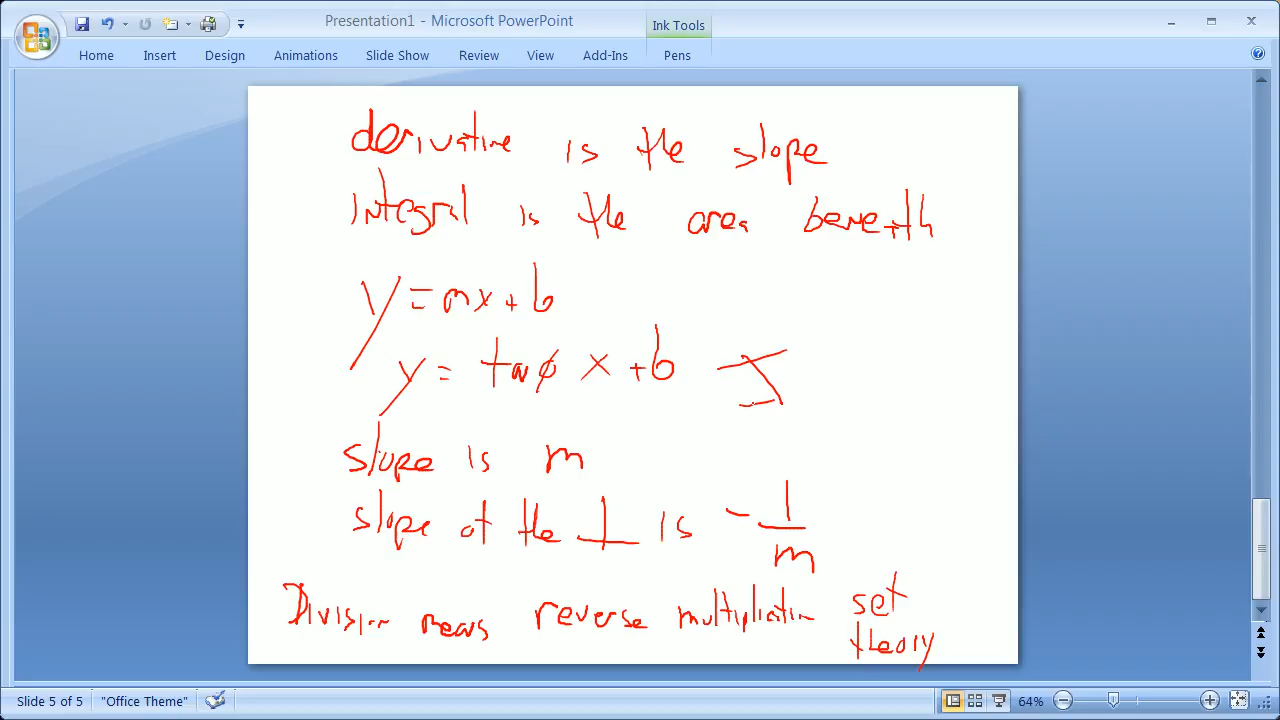 Presentation1 - Microsoft PowerPoint
Ink Tools
Home Insert Design Animations Slide Show Review View Add-Ins Pens
derivative is the slope
Integral is the area beneath
y = mx + b
y = tan ϕ x + b
slope is m
slope of the ⊥ is - 1/m
Division means reverse multiplication set theory
Slide 5 of 5 "Office Theme" 64%